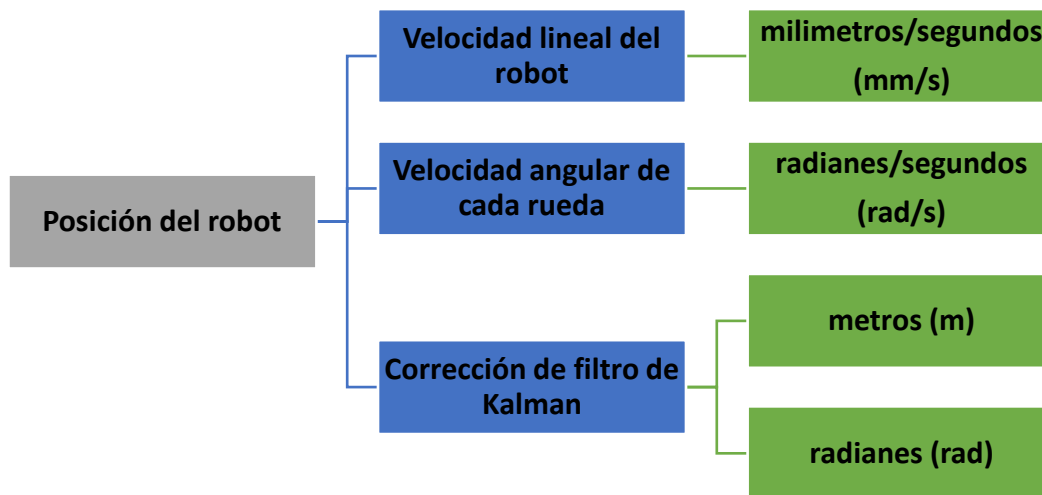 Posición del robot
Velocidad lineal del
robot
milimetros/segundos
(mm/s)
Velocidad angular de
cada rueda
radianes/segundos
(rad/s)
Corrección de filtro de
Kalman
metros (m)
radianes (rad)